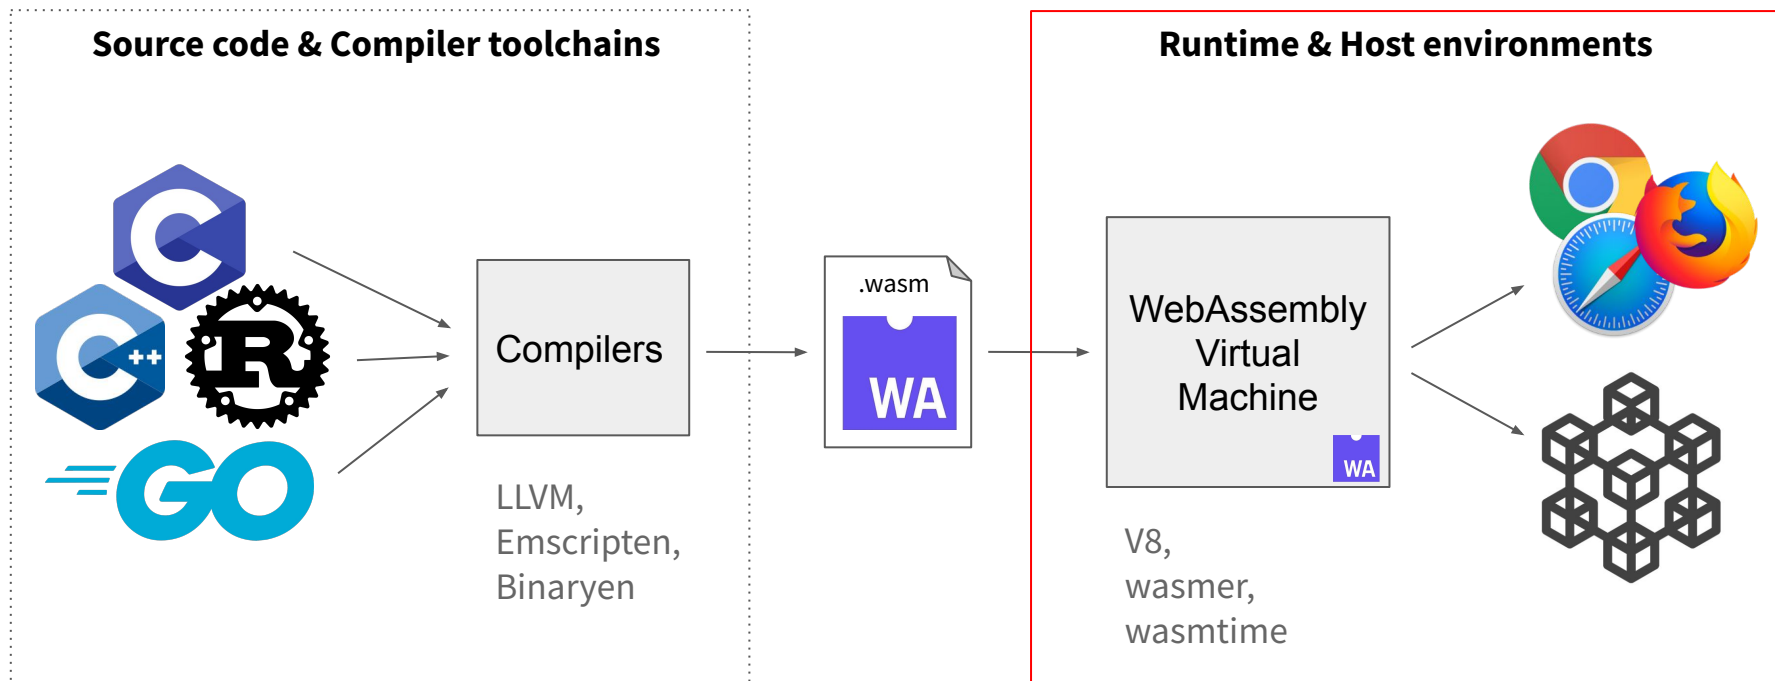 Source code & Compiler toolchains
Runtime & Host environments
C
C++
R
GO
Compilers
LLVM,
Emscripten,
Binaryen
.wasm
WA
WebAssembly
Virtual
Machine
WA
V8,
wasmer,
wasmtime